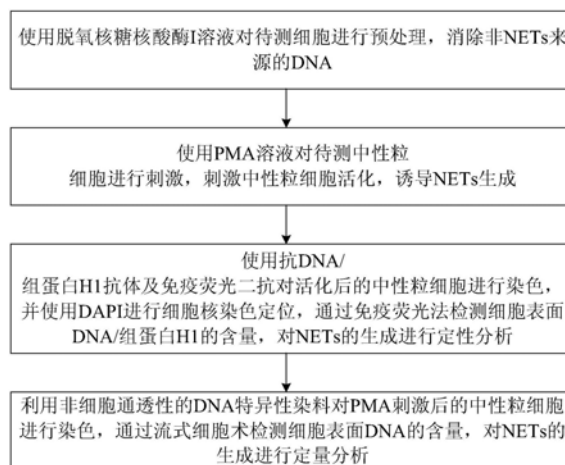 使用脱氧核糖核酸酶I溶液对待测细胞进行预处理，消除非NETs来
源的DNA
使用PMA溶液对待测中性粒
细胞进行刺激，刺激中性粒细胞活化，诱导NETs生成
使用抗DNA/
组蛋白H1抗体及免疫荧光二抗对活化后的中性粒细胞进行染色，
并使用DAPI进行细胞核染色定位，通过免疫荧光法检测细胞表面
DNA/组蛋白H1的含量，对NETs的生成进行定性分析
利用非细胞通透性的DNA特异性染料对PMA刺激后的中性粒细胞
进行染色，通过流式细胞术检测细胞表面DNA的含量，对NETs的
生成进行定量分析